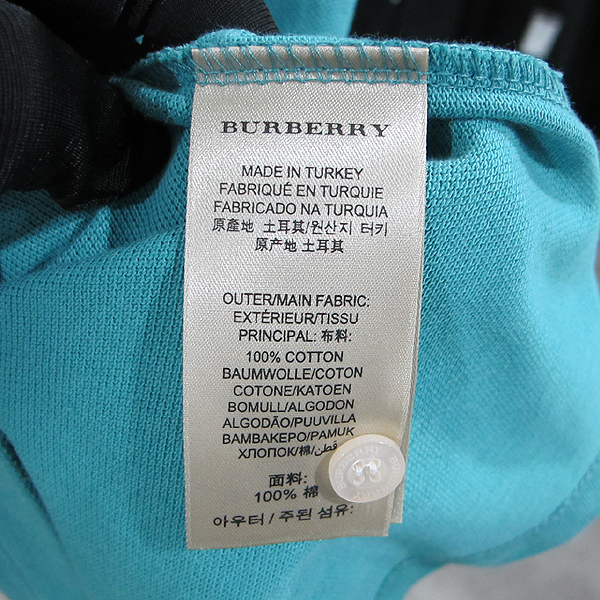 BURBERRY
MADE IN TURKEY
FABRIQUÉ EN TURQUIE
FABRICADO NA TURQUIA
原產地 土耳其/원산지 터키
原产地 土耳其
OUTER/MAIN FABRIC:
EXTÉRIEUR/TISSU
PRINCIPAL: 布料:
100% COTTON
BAUMWOLLE/COTON
COTONE/KATOEN
BOMULL/ALGODON
ALGODÃO/PUUVILLA
BAMBAKEPO/PAMUK
ХЛОПОК/棉/قطن
面料:
100% 棉
아우터 / 주된 섬유:
BURBERRY